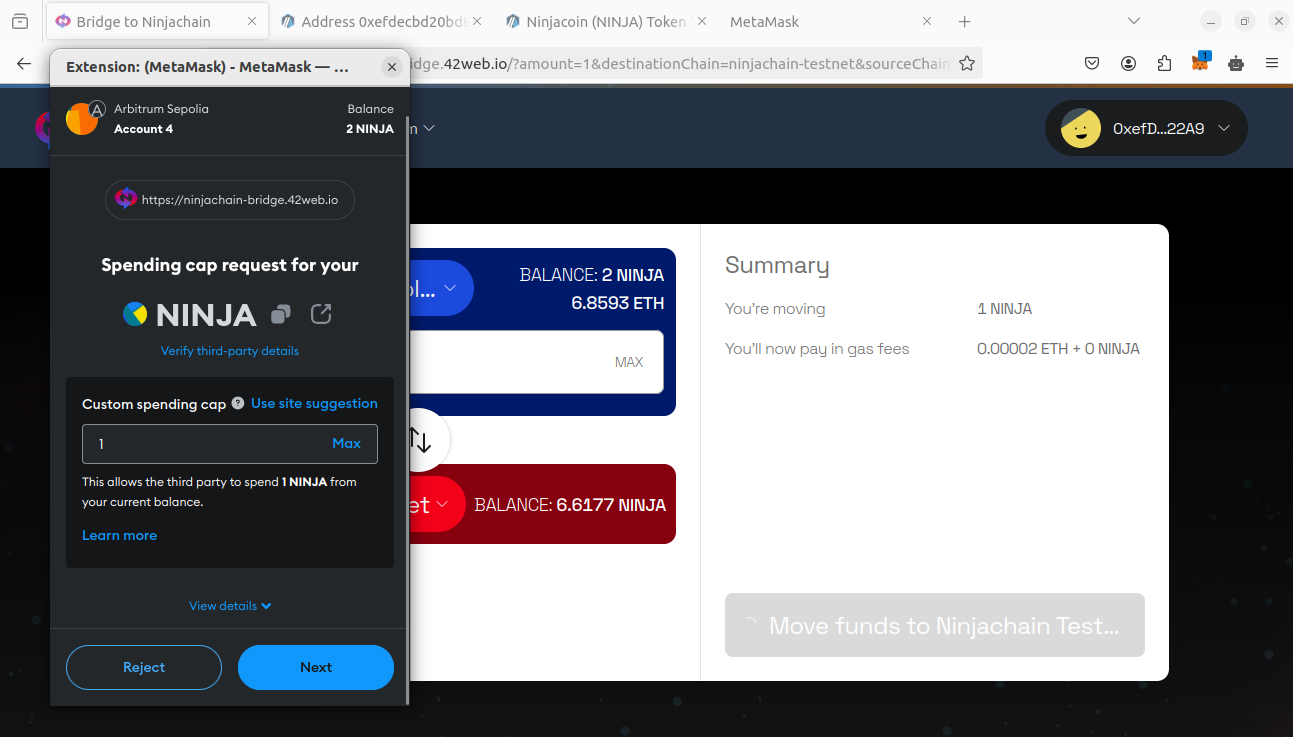 Bridge to Ninjachain
Address 0xefdecbd20bd8
Ninjacoin (NINJA) Token
MetaMask
Extension: (MetaMask) - MetaMask — ...
idge.42web.io/?amount=1&destinationChain=ninjachain-testnet&sourceChain
1
Arbitrum Sepolia
Account 4
Balance
2 NINJA
A
m
0xefD...22A9
https://ninjachain-bridge.42web.io
Spending cap request for your
NINJA
Verify third-party details
Custom spending cap ? Use site suggestion
1 Max
This allows the third party to spend 1 NINJA from
your current balance.
Learn more
View details
Reject
Next
ol...
BALANCE: 2 NINJA
6.8593 ETH
MAX
et
BALANCE: 6.6177 NINJA
Summary
You're moving 1 NINJA
You'll now pay in gas fees 0.00002 ETH + 0 NINJA
Move funds to Ninjachain Test...